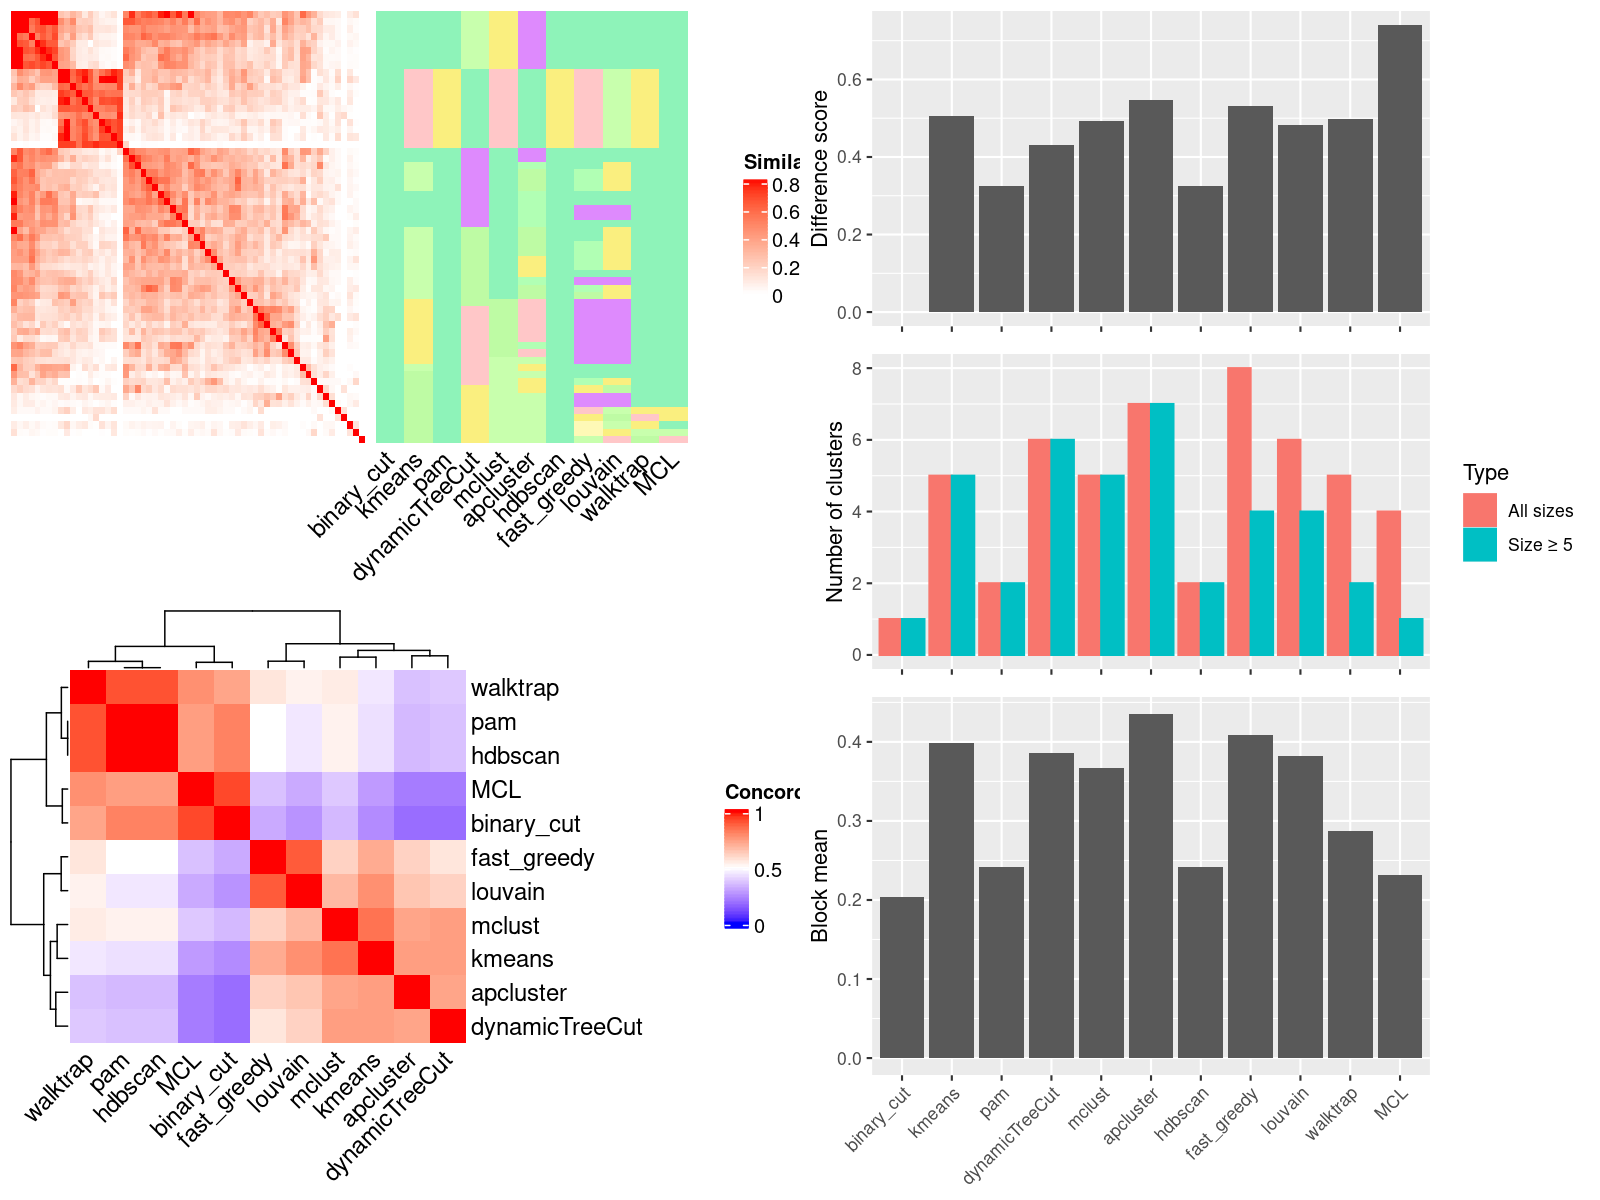 Simila
0.8
0.6
0.4
0.2
0
binary_cut
kmeans
pam
dynamicTreeCut
mclust
apcluster
hdbscan
fast_greedy
louvain
walktrap
MCL
Difference score
0.6
0.4
0.2
0.0
Number of clusters
8
6
4
2
0
Type
All sizes
Size ≥ 5
walktrap
pam
hdbscan
MCL
binary_cut
fast_greedy
louvain
mclust
kmeans
apcluster
dynamicTreeCut
walktrap
pam
hdbscan
MCL
binary_cut
fast_greedy
louvain
mclust
kmeans
apcluster
dynamicTreeCut
Concord
1
0.5
0
Block mean
0.4
0.3
0.2
0.1
0.0
binary_cut
kmeans
pam
dynamicTreeCut
mclust
apcluster
hdbscan
fast_greedy
louvain
walktrap
MCL